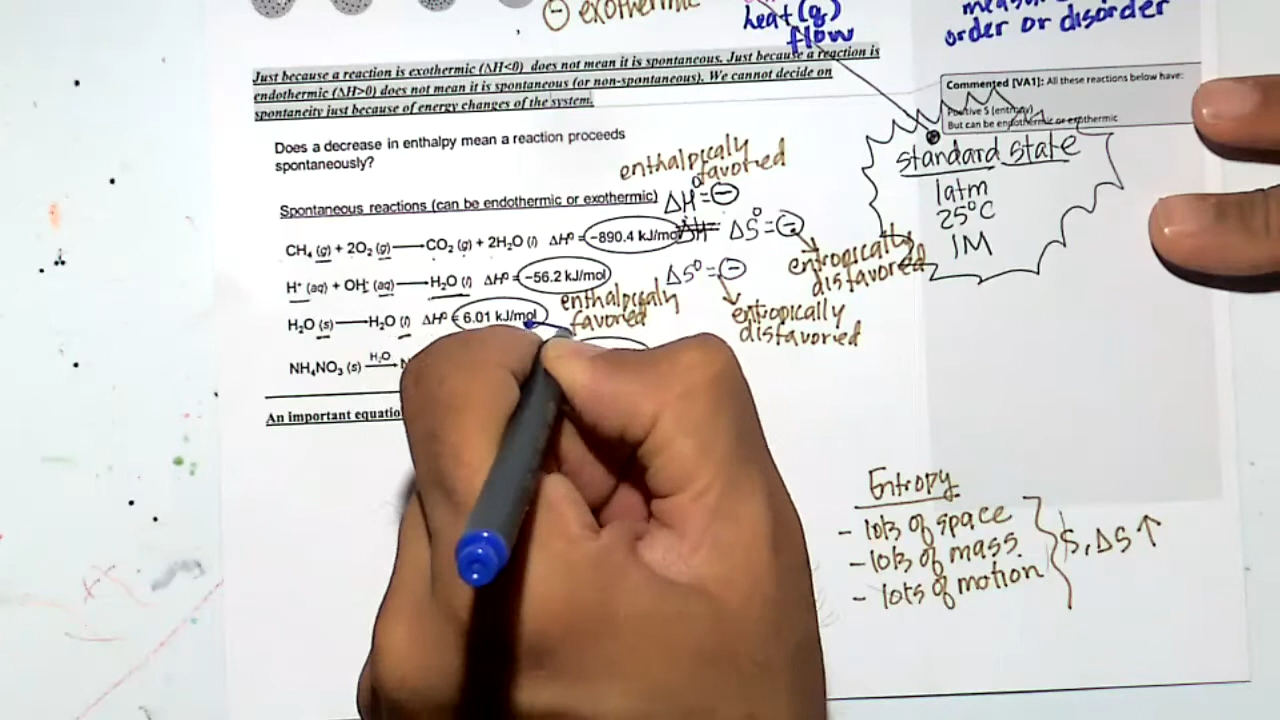 ⊖ exothermic
heat (q)
flow
order or disorder
Just because a reaction is exothermic (ΔH<0) does not mean it is spontaneous. Just because a reaction is
endothermic (ΔH>0) does not mean it is spontaneous (or non-spontaneous). We cannot decide on
spontaneity just because of energy changes of the system.
Commented [VA1]: All these reactions below have:
Positive S (entropy)
But can be endothermic or exothermic
Does a decrease in enthalpy mean a reaction proceeds
spontaneously?
enthalpically
favored
standard state
1atm
25°C
1M
Spontaneous reactions (can be endothermic or exothermic)
ΔH° = ⊖
CH₄ (g) + 2O₂ (g) ⟶ CO₂ (g) + 2H₂O (l) ΔH⁰ = −890.4 kJ/mol
ΔS° = ⊖
entropically
disfavored
H⁺ (aq) + OH⁻ (aq) ⟶ H₂O (l) ΔH⁰ = −56.2 kJ/mol
ΔS° = ⊖
enthalpically
favored
entropically
disfavored
H₂O (s) ⟶ H₂O (l) ΔH⁰ = 6.01 kJ/mol
NH₄NO₃ (s) H₂O ⟶
An important equatio
Entropy
- lots of space
- lots of mass
- lots of motion
S, ΔS ↑